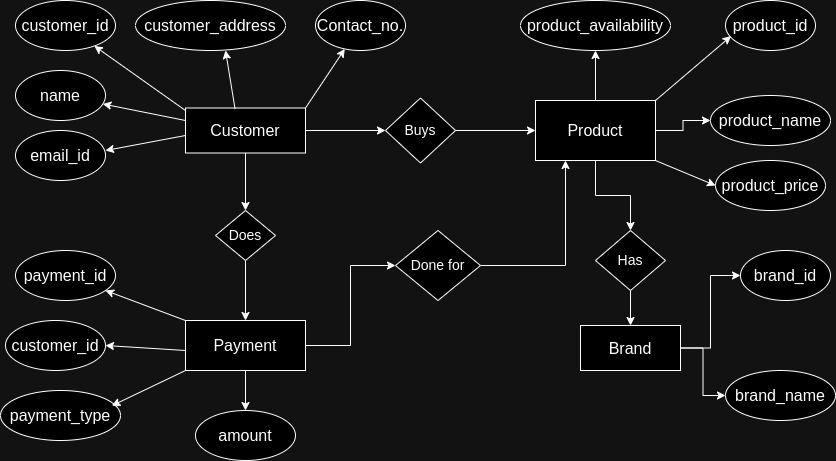 customer_id
customer_address
Contact_no.
product_availability
product_id
name
Customer
Buys
Product
product_name
email_id
product_price
Does
Done for
Has
payment_id
brand_id
customer_id
Payment
Brand
payment_type
amount
brand_name